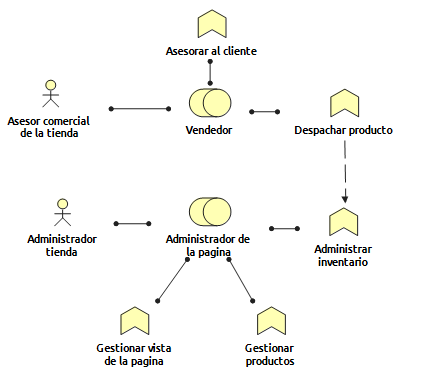 Asesorar al cliente
Asesor comercial
de la tienda
Vendedor
Despachar producto
Administrador
tienda
Administrador de
la pagina
Administrar
inventario
Gestionar vista
de la pagina
Gestionar
productos